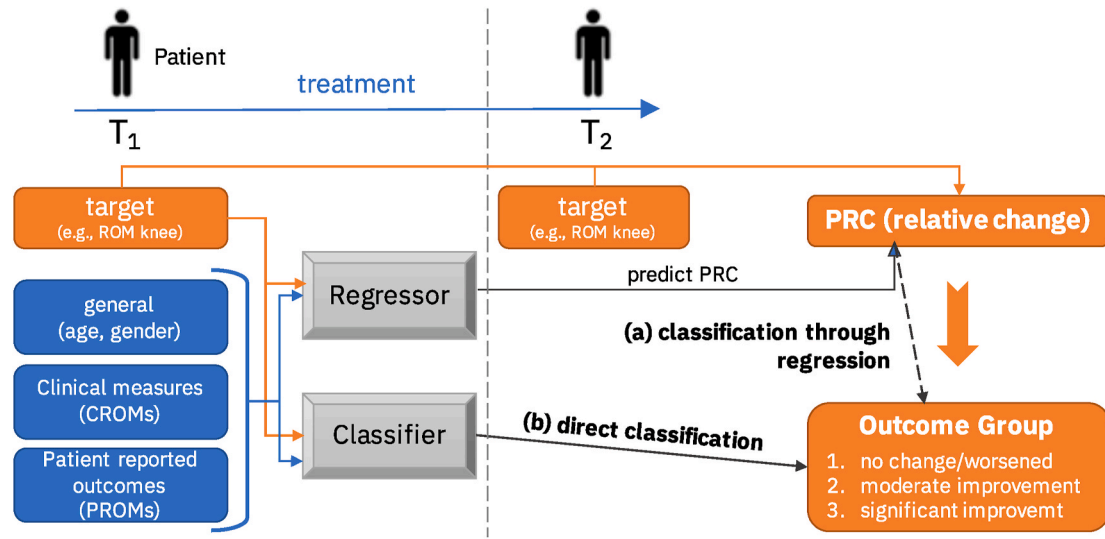 Patient
treatment
T1
T2
target
(e.g., ROM knee)
target
(e.g., ROM knee)
PRC (relative change)
general
(age, gender)
Regressor
predict PRC
(a) classification through
regression
Clinical measures
(CROMs)
Classifier
(b) direct classification
Patient reported
outcomes
(PROMs)
Outcome Group
1. no change/worsened
2. moderate improvement
3. significant improvemt